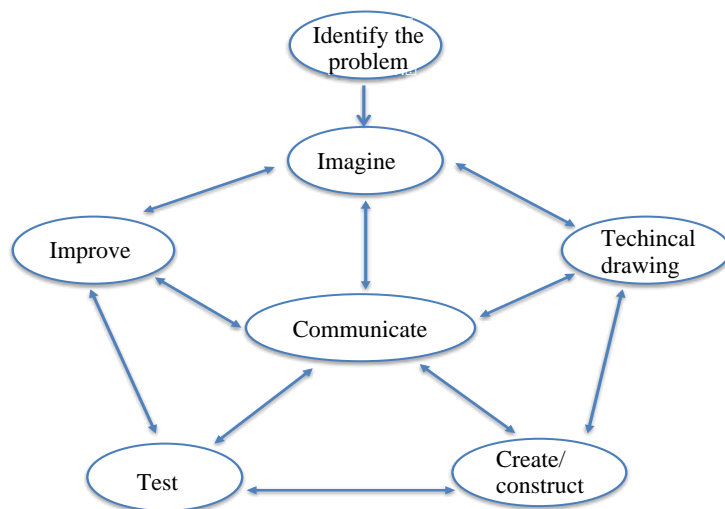 Identify the
problem
Imagine
Improve
Techincal
drawing
Communicate
Test
Create/
construct